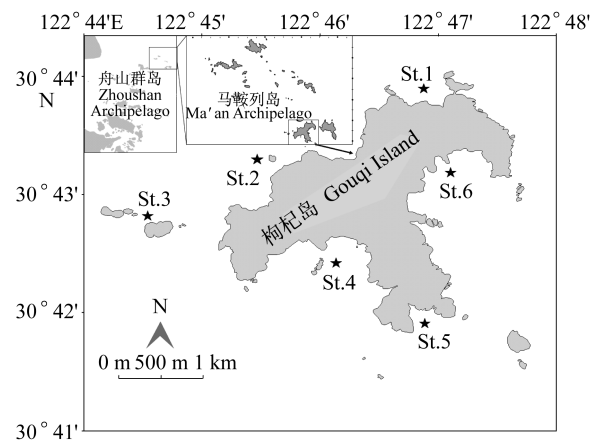 122°44'E 122°45' 122°46' 122°47' 122°48'
30°44'
N
舟山群岛
Zhoushan
Archipelago
马鞍列岛
Ma'an Archipelago
St.1
30°43'
St.2
枸杞岛 Gouqi Island
St.6
St.3
St.4
30°42'
N
St.5
0 m 500 m 1 km
30°41'